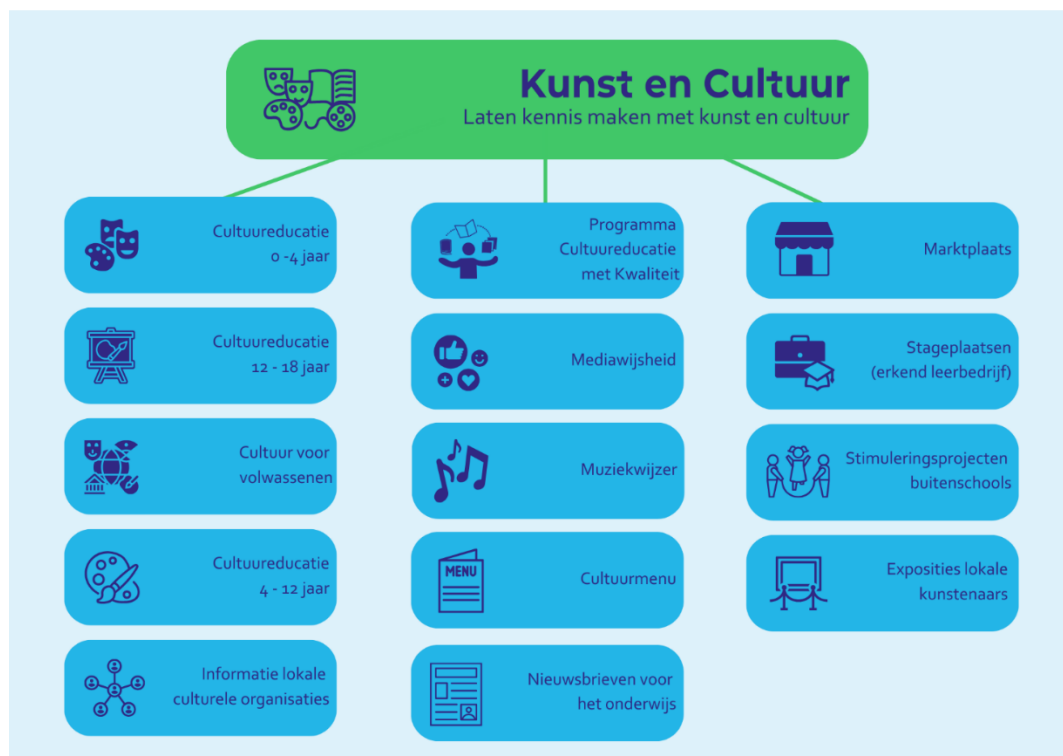 Kunst en Cultuur
Laten kennis maken met kunst en cultuur
Cultuureducatie
0 -4 jaar
Cultuureducatie
12 - 18 jaar
Cultuur voor
volwassenen
Cultuureducatie
4 - 12 jaar
Informatie lokale
culturele organisaties
Programma
Cultuureducatie
met Kwaliteit
Mediawijsheid
Muziekwijzer
MENU
Cultuurmenu
Nieuwsbrieven voor
het onderwijs
Marktplaats
Stageplaatsen
(erkend leerbedrijf)
Stimuleringsprojecten
buitenschools
Exposities lokale
kunstenaars